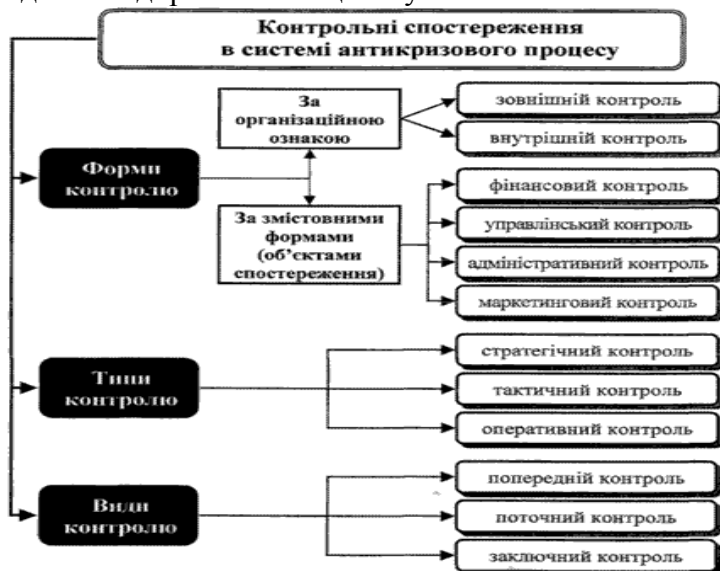 Контрольні спостереження
в системі антикризового процесу
За
організаційною
ознакою
зовнішній контроль
внутрішній контроль
Форми
контролю
За змістовними
формами
(об’єктами
спостереження)
фінансовий контроль
управлінський контроль
адміністративний контроль
маркетинговий контроль
Типи
контролю
стратегічний контроль
тактичний контроль
оперативний контроль
Види
контролю
попередній контроль
поточний контроль
заключний контроль